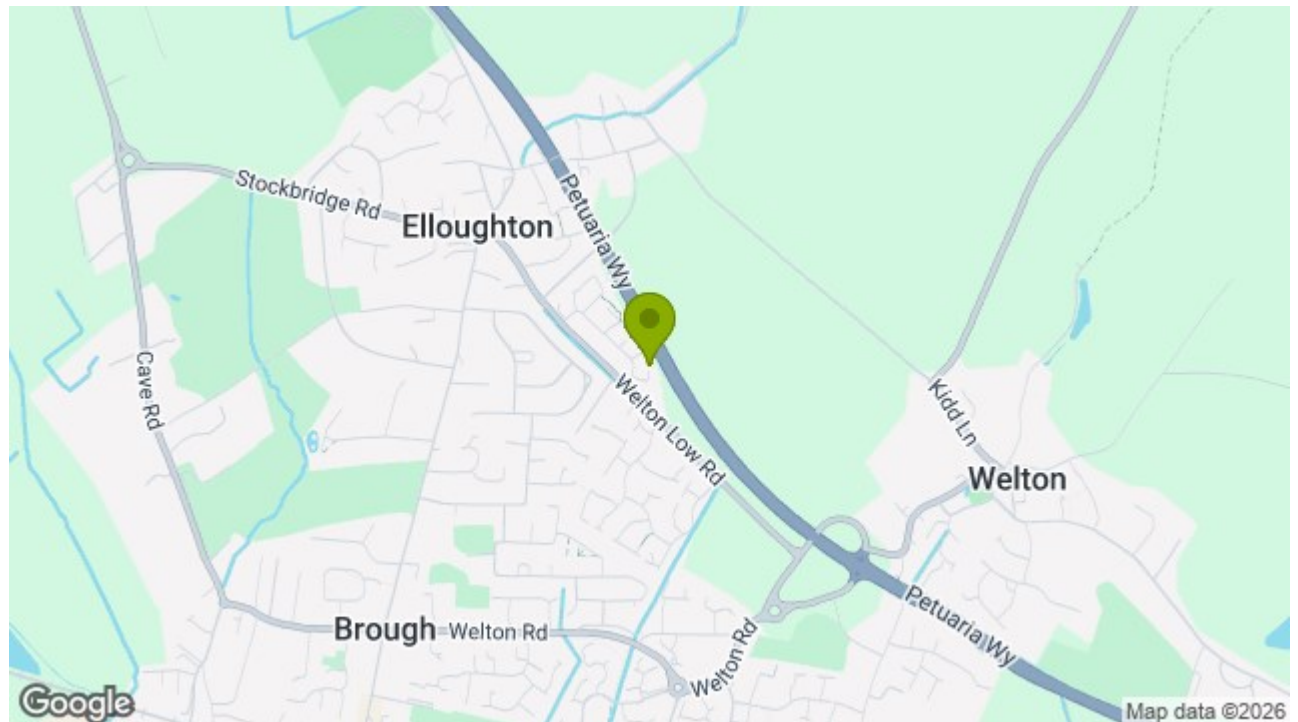 Stockbridge Rd
Elloughton
Petuaria Wy
Cave Rd
Welton Low Rd
Kidd Ln
Welton
Brough
Welton Rd
Welton Rd
Petuaria Wy
Google
Map data ©2026